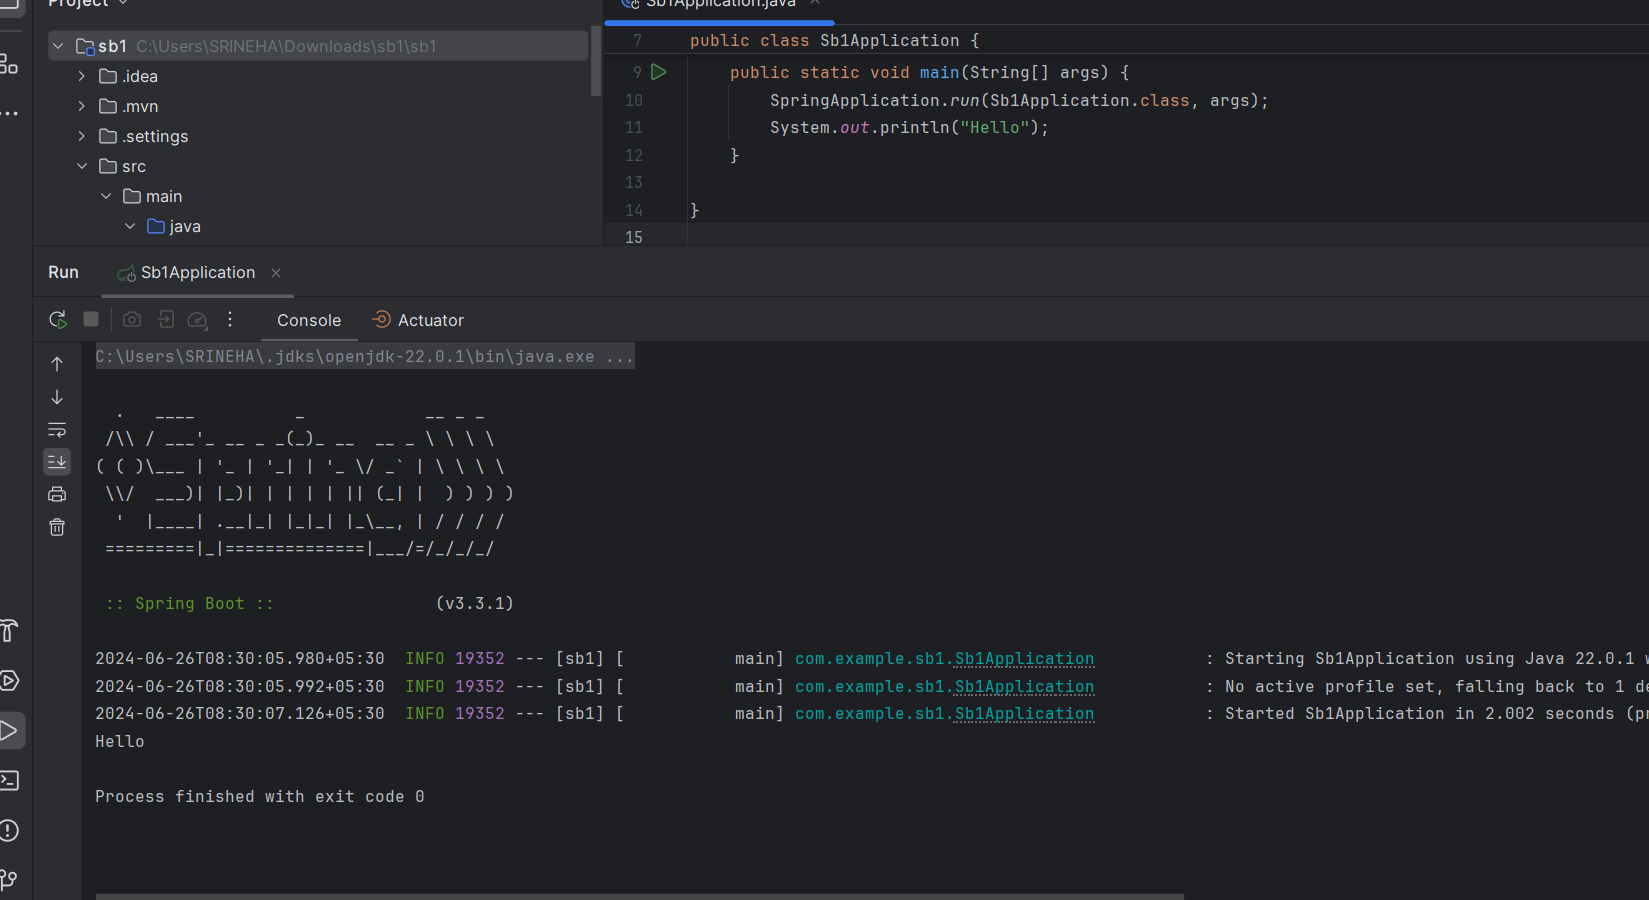 Project
sb1 C:\Users\SRINEHA\Downloads\sb1\sb1
.idea
.mvn
.settings
src
main
java
Sb1Application.java
7 public class Sb1Application {
9 public static void main(String[] args) {
10 SpringApplication.run(Sb1Application.class, args);
11 System.out.println("Hello");
12 }
13
14 }
15
Run Sb1Application
Console Actuator
C:\Users\SRINEHA\.jdks\openjdk-22.0.1\bin\java.exe ...
  .   ____          _            __ _ _
 /\\ / ___'_ __ _ _(_)_ __  __ _ \ \ \ \
( ( )\___ | '_ | '_| | '_ \/ _` | \ \ \ \
 \\/  ___)| |_)| | | | | || (_| |  ) ) ) )
  '  |____| .__|_| |_|_| |_\__, | / / / /
 =========|_|==============|___/=/_/_/_/
:: Spring Boot :: (v3.3.1)
2024-06-26T08:30:05.980+05:30 INFO 19352 --- [sb1] [ main] com.example.sb1.Sb1Application : Starting Sb1Application using Java 22.0.1
2024-06-26T08:30:05.992+05:30 INFO 19352 --- [sb1] [ main] com.example.sb1.Sb1Application : No active profile set, falling back to 1
2024-06-26T08:30:07.126+05:30 INFO 19352 --- [sb1] [ main] com.example.sb1.Sb1Application : Started Sb1Application in 2.002 seconds
Hello
Process finished with exit code 0